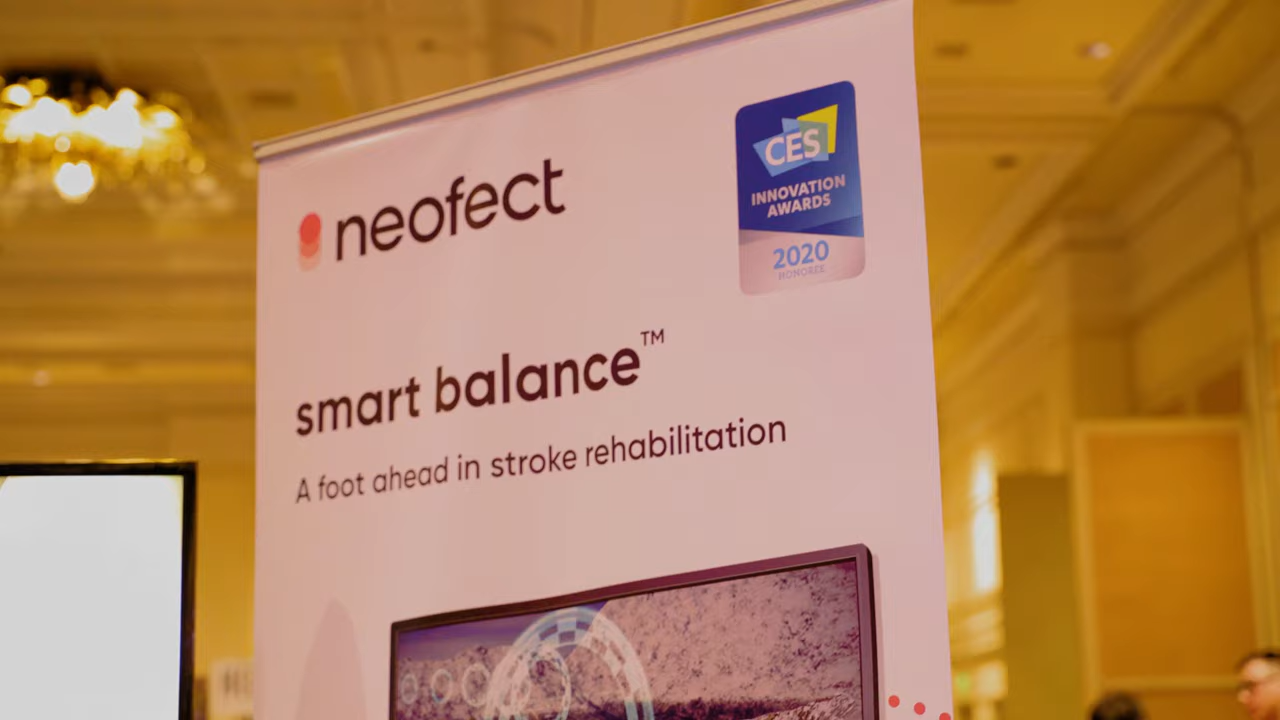 neofect
CES
INNOVATION
AWARDS
2020
HONOREE
smart balance™
A foot ahead in stroke rehabilitation